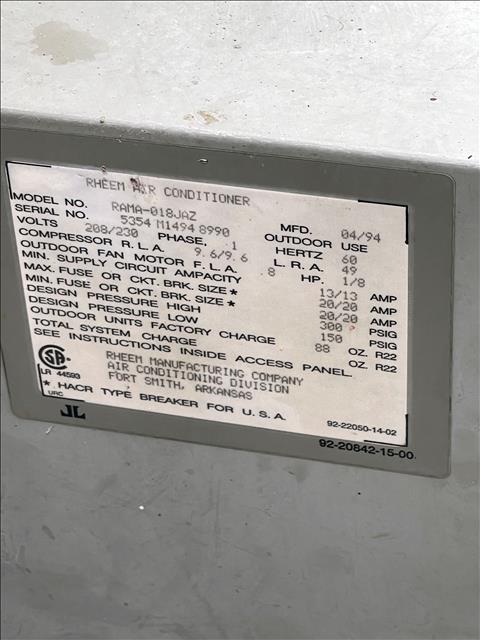 RHEEM AIR CONDITIONER
MODEL NO. RAMA-018JAZ MFD. 04/94
SERIAL NO. 5354 M1494 8990 OUTDOOR USE
VOLTS 208/230 PHASE 1 HERTZ 60
COMPRESSOR R.L.A. 9.6/9.6 L.R.A. 49
OUTDOOR FAN MOTOR F.L.A. .8 HP. 1/8
MIN. SUPPLY CIRCUIT AMPACITY 13/13 AMP
MAX. FUSE OR CKT. BRK. SIZE* 20/20 AMP
MIN. FUSE OR CKT. BRK. SIZE* 20/20 AMP
DESIGN PRESSURE HIGH 300 PSIG
DESIGN PRESSURE LOW 150 PSIG
OUTDOOR UNITS FACTORY CHARGE 88 OZ. R22
TOTAL SYSTEM CHARGE OZ. R22
SEE INSTRUCTIONS INSIDE ACCESS PANEL.
RHEEM MANUFACTURING COMPANY
AIR CONDITIONING DIVISION
FORT SMITH, ARKANSAS
LR 44593
* HACR TYPE BREAKER FOR U.S.A.
URC 92-22050-14-02
92-20842-15-00